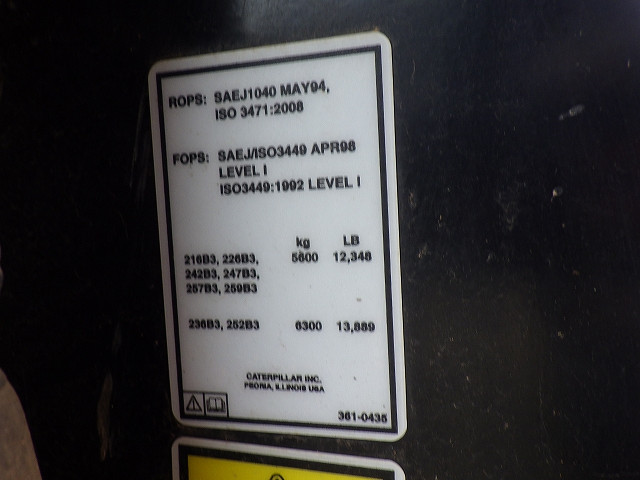 ROPS: SAEJ1040 MAY94,
ISO 3471:2008
FOPS: SAEJ/ISO3449 APR98
LEVEL I
ISO3449:1992 LEVEL I
kg LB
216B3, 226B3, 5600 12,348
242B3, 247B3,
257B3, 259B3
236B3, 252B3 6300 13,889
CATERPILLAR INC.
PEORIA, ILLINOIS USA
361-0435